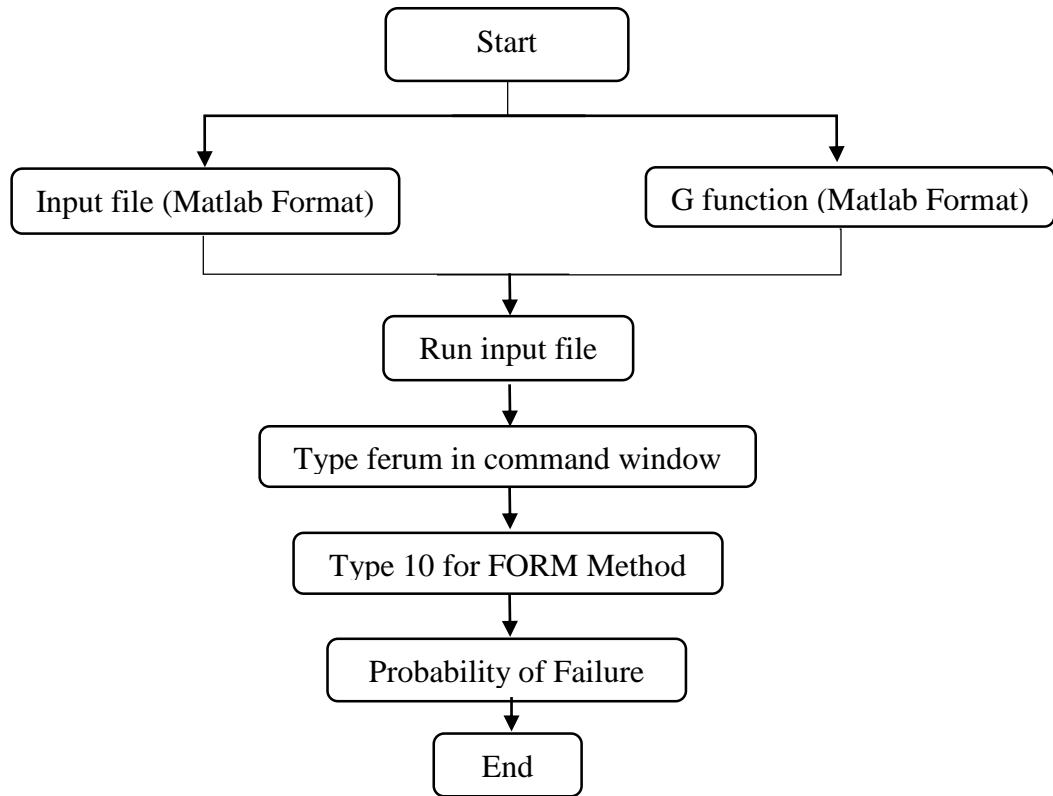 Start
Input file (Matlab Format)
G function (Matlab Format)
Run input file
Type ferum in command window
Type 10 for FORM Method
Probability of Failure
End